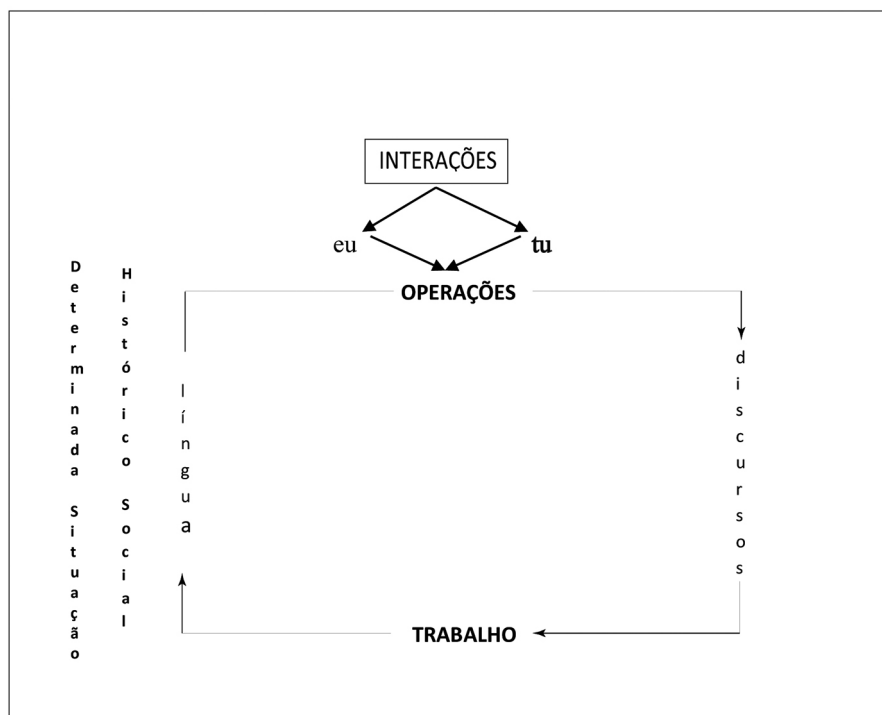 INTERAÇÕES
eu
tu
OPERAÇÕES
Determinada Situação
Histórico Social
língua
discursos
TRABALHO